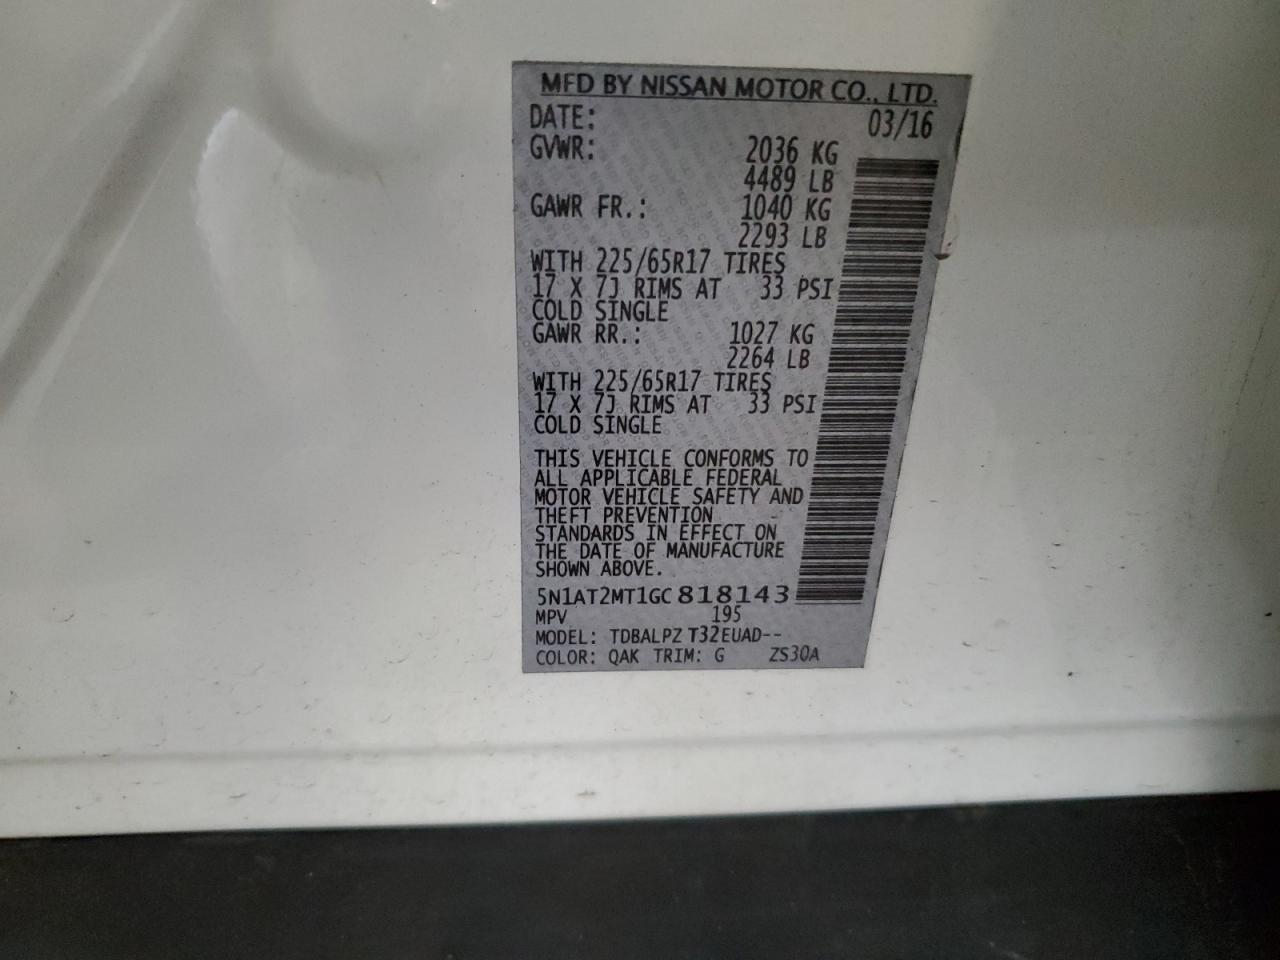 MFD BY NISSAN MOTOR CO., LTD.
DATE: 03/16
GVWR: 2036 KG
4489 LB
GAWR FR.: 1040 KG
2293 LB
WITH 225/65R17 TIRES
17 X 7J RIMS AT 33 PSI
COLD SINGLE
GAWR RR.: 1027 KG
2264 LB
WITH 225/65R17 TIRES
17 X 7J RIMS AT 33 PSI
COLD SINGLE
THIS VEHICLE CONFORMS TO
ALL APPLICABLE FEDERAL
MOTOR VEHICLE SAFETY AND
THEFT PREVENTION
STANDARDS IN EFFECT ON
THE DATE OF MANUFACTURE
SHOWN ABOVE.
5N1AT2MT1GC818143
MPV 195
MODEL: TDBALPZ T32EUAD--
COLOR: QAK TRIM: G ZS30A